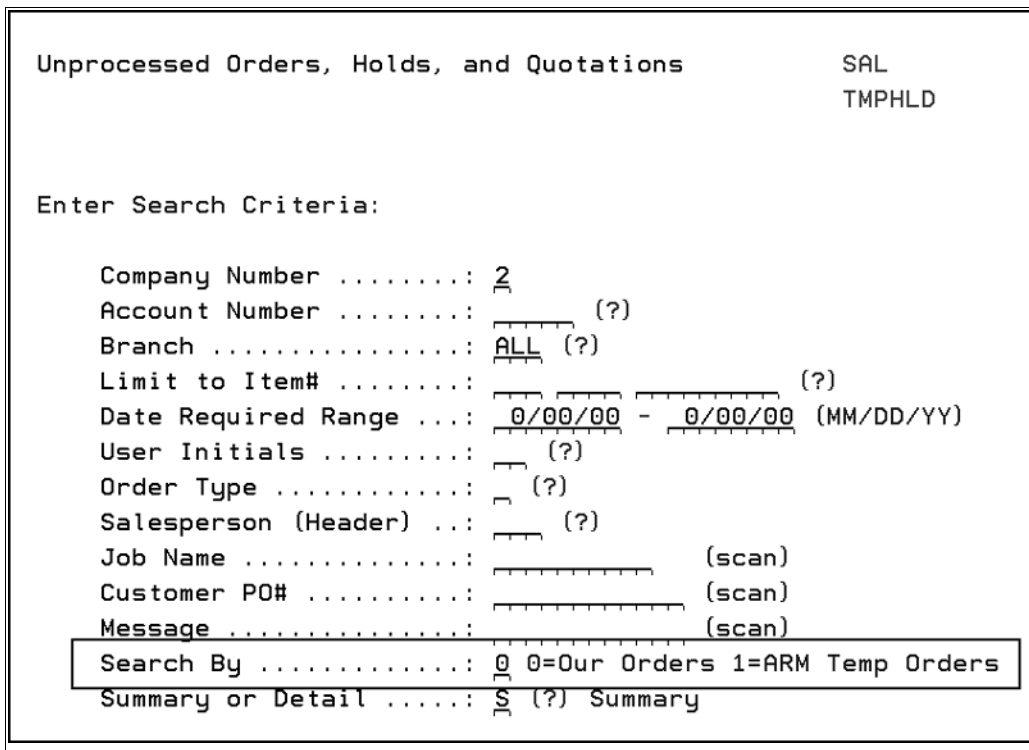 Unprocessed Orders, Holds, and Quotations SAL
TMPHLD
Enter Search Criteria:
Company Number ........: 2
Account Number ........: (?)
Branch ................: ALL (?)
Limit to Item# ........: (?)
Date Required Range ...: 0/00/00 - 0/00/00 (MM/DD/YY)
User Initials .........: (?)
Order Type ............: (?)
Salesperson (Header) ..: (?)
Job Name ..............: (scan)
Customer PO# ..........: (scan)
Message ...............: (scan)
Search By .............: 0 0=Our Orders 1=ARM Temp Orders
Summary or Detail .....: S (?) Summary